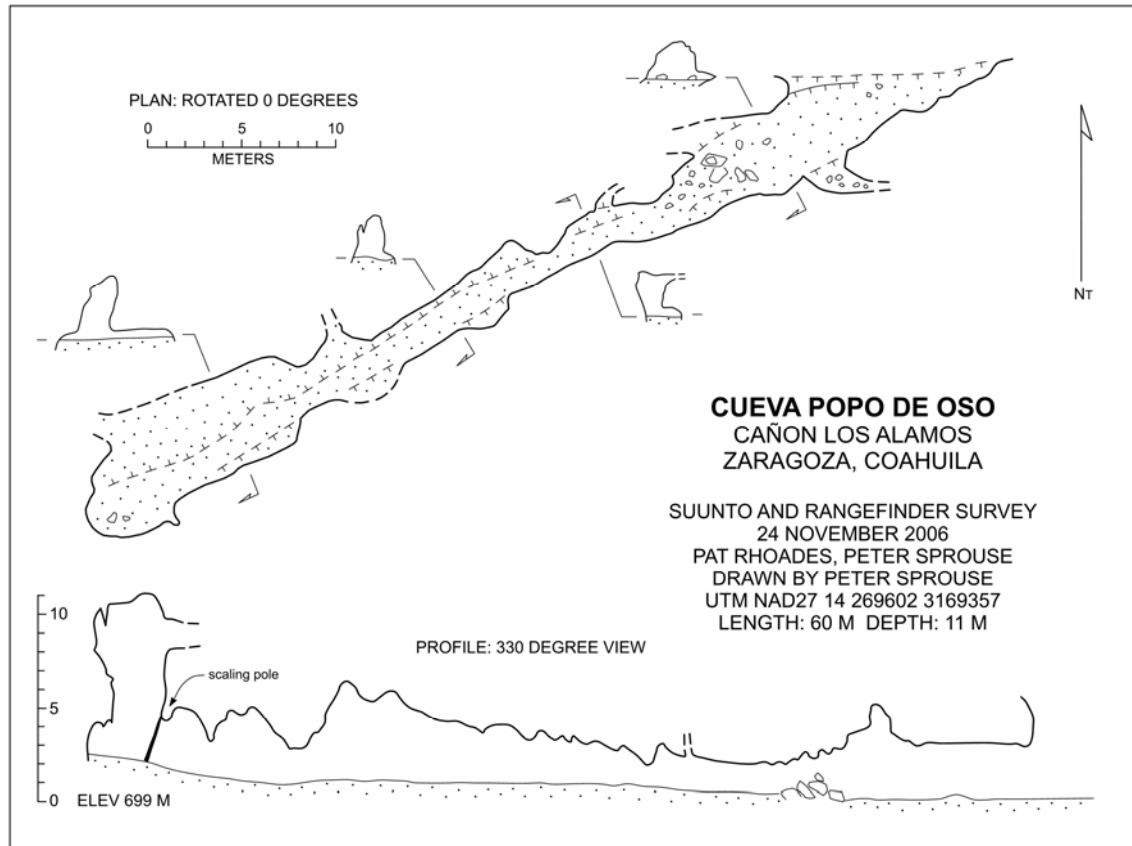 PLAN: ROTATED 0 DEGREES
0 5 10
METERS
NT
CUEVA POPO DE OSO
CAÑON LOS ALAMOS
ZARAGOZA, COAHUILA
SUUNTO AND RANGEFINDER SURVEY
24 NOVEMBER 2006
PAT RHOADES, PETER SPROUSE
DRAWN BY PETER SPROUSE
UTM NAD27 14 269602 3169357
LENGTH: 60 M DEPTH: 11 M
PROFILE: 330 DEGREE VIEW
scaling pole
10
5
0
ELEV 699 M